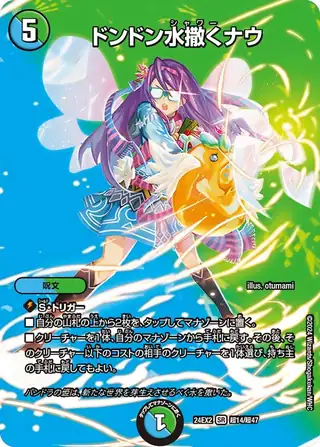 5
シャワー
ドンドン水撒くナウ
illus. otumami
呪文
S・トリガー
■自分の山札の上から2枚を、タップしてマナゾーンに置く。
■クリーチャーを1体、自分のマナゾーンから手札に戻す。その後、そ
のクリーチャー以下のコストの相手のクリーチャーを1体選び、持ち主
の手札に戻してもよい。
パンドラの種は、新たな世界を芽生えさせるべく水を撒いた。
1
24EX2 SR 超14/超47